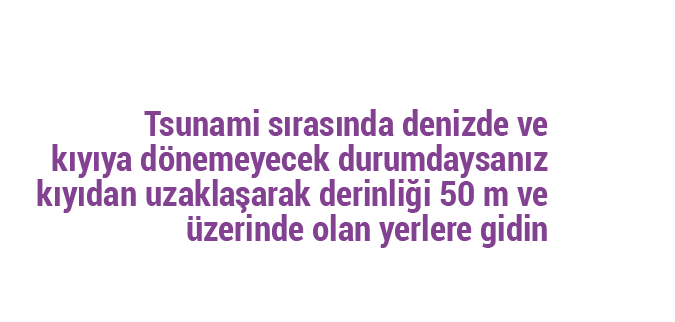 Tsunami sırasında denizde ve
kıyıya dönemeyecek durumdaysanız
kıyıdan uzaklaşarak derinliği 50 m ve
üzerinde olan yerlere gidin